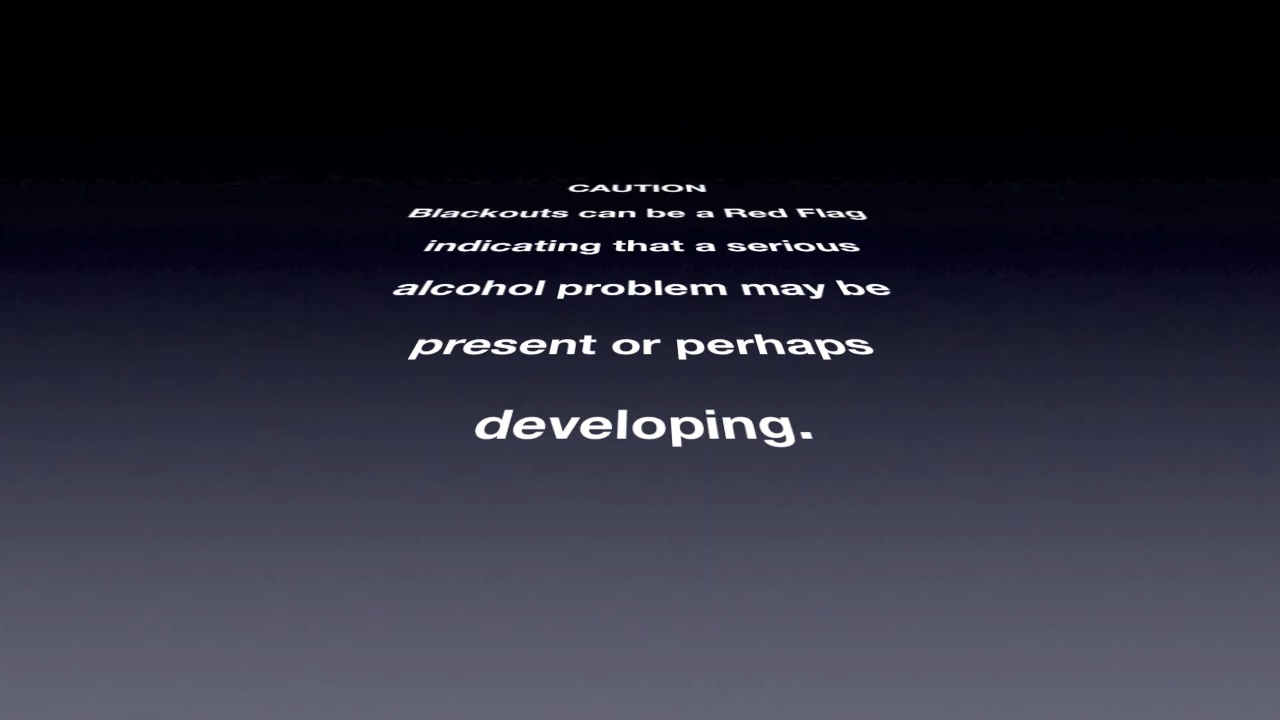 CAUTION
Blackouts can be a Red Flag
indicating that a serious
alcohol problem may be
present or perhaps
developing.